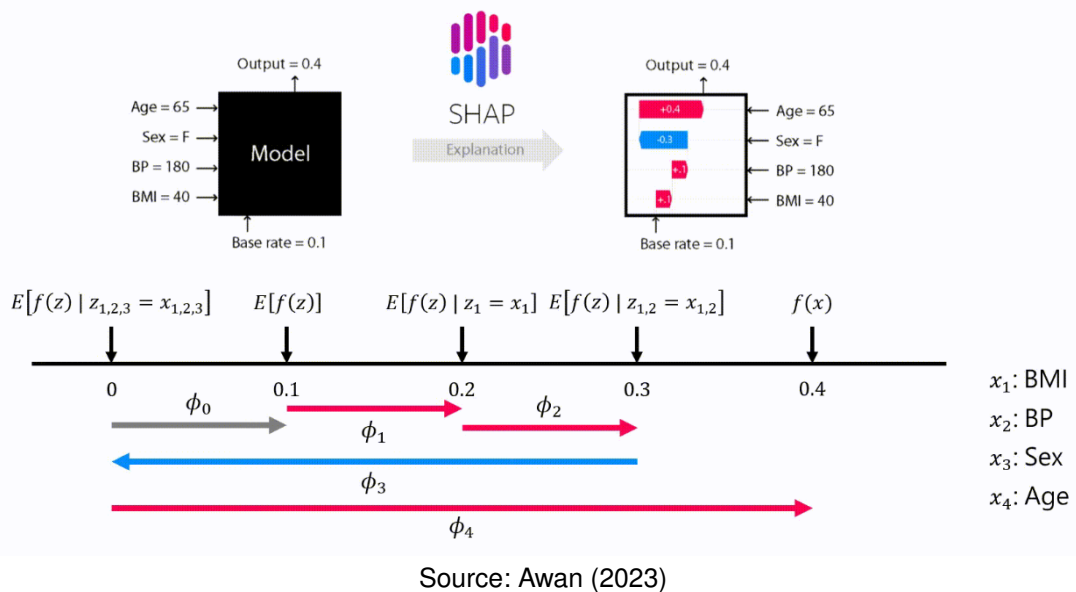 Output = 0.4
Age = 65
Sex = F
BP = 180
BMI = 40
Model
Base rate = 0.1
SHAP
Explanation
Output = 0.4
+0.4
-0.3
+.1
+.1
Age = 65
Sex = F
BP = 180
BMI = 40
Base rate = 0.1
E[f(z) | z₁,₂,₃ = x₁,₂,₃]
E[f(z)]
E[f(z) | z₁ = x₁]
E[f(z) | z₁,₂ = x₁,₂]
f(x)
0
0.1
0.2
0.3
0.4
ϕ₀
ϕ₁
ϕ₂
ϕ₃
ϕ₄
x₁: BMI
x₂: BP
x₃: Sex
x₄: Age
Source: Awan (2023)